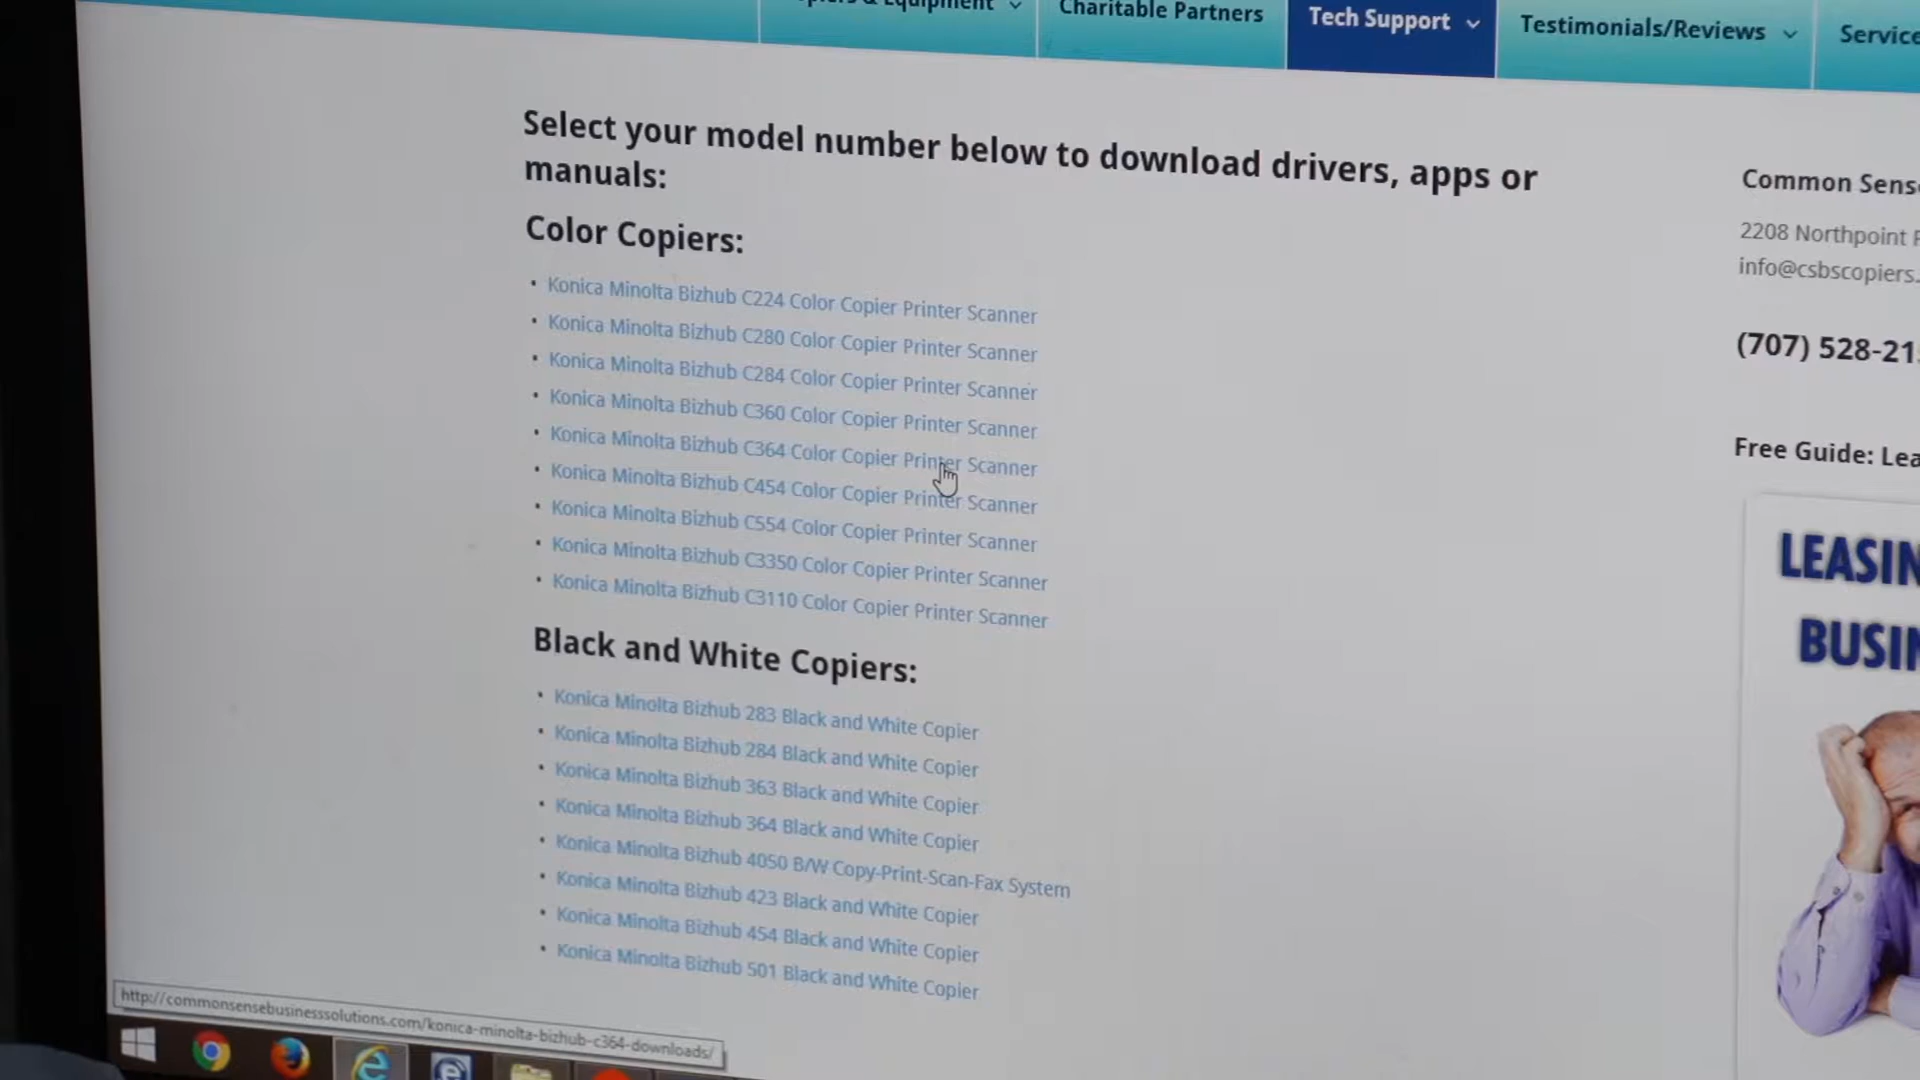 Equipment
Charitable Partners
Tech Support
Testimonials/Reviews
Select your model number below to download drivers, apps or
manuals:
Color Copiers:
• Konica Minolta Bizhub C224 Color Copier Printer Scanner
• Konica Minolta Bizhub C280 Color Copier Printer Scanner
• Konica Minolta Bizhub C284 Color Copier Printer Scanner
• Konica Minolta Bizhub C360 Color Copier Printer Scanner
• Konica Minolta Bizhub C364 Color Copier Printer Scanner
• Konica Minolta Bizhub C454 Color Copier Printer Scanner
• Konica Minolta Bizhub C554 Color Copier Printer Scanner
• Konica Minolta Bizhub C3350 Color Copier Printer Scanner
• Konica Minolta Bizhub C3110 Color Copier Printer Scanner
Black and White Copiers:
• Konica Minolta Bizhub 283 Black and White Copier
• Konica Minolta Bizhub 284 Black and White Copier
• Konica Minolta Bizhub 363 Black and White Copier
• Konica Minolta Bizhub 364 Black and White Copier
• Konica Minolta Bizhub 4050 B/W Copy-Print-Scan-Fax System
• Konica Minolta Bizhub 423 Black and White Copier
• Konica Minolta Bizhub 454 Black and White Copier
• Konica Minolta Bizhub 501 Black and White Copier
Common Sens
2208 Northpoint
info@csbscopiers.
(707) 528-21
Free Guide: Lea
LEASIN
BUSIN
http://commonsensebusinesssolutions.com/konica-minolta-bizhub-c364-downloads/